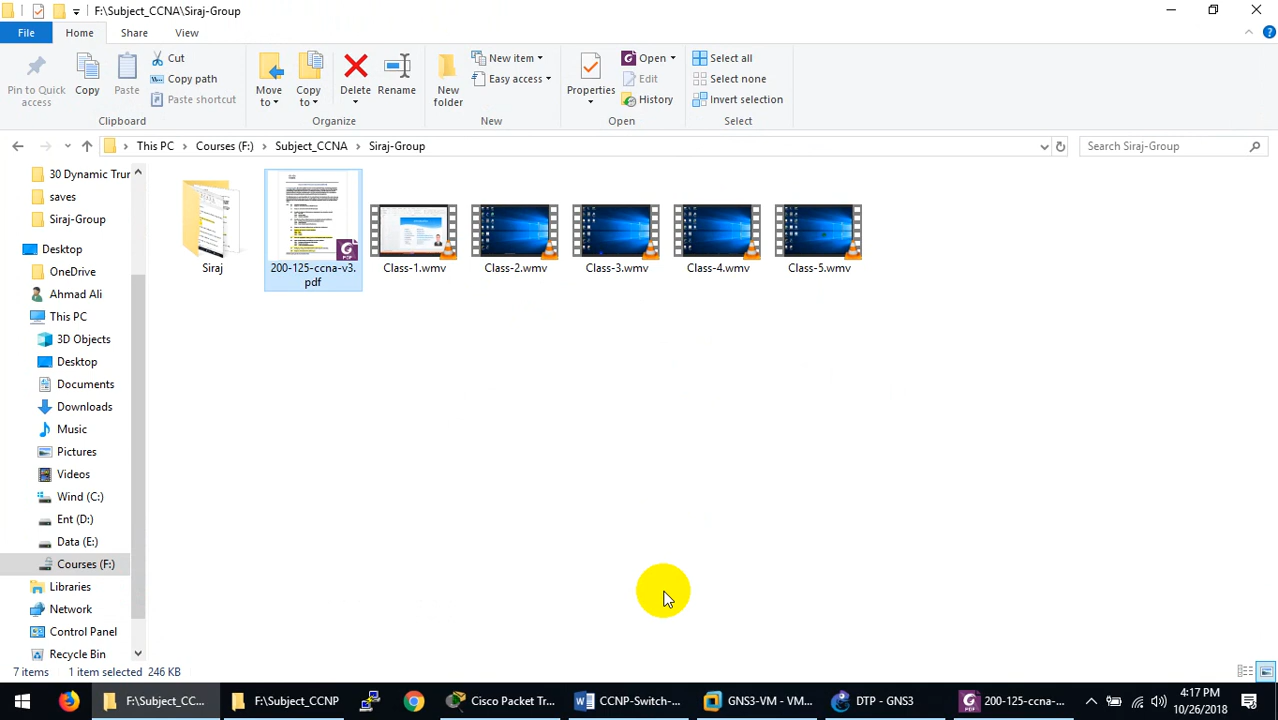 F:\Subject_CCNA\Siraj-Group
File Home Share View
Pin to Quick access
Copy
Paste
Cut
Copy path
Paste shortcut
Clipboard
Move to
Copy to
Delete
Rename
Organize
New folder
New item
Easy access
New
Properties
Open
Edit
History
Open
Select all
Select none
Invert selection
Select
This PC Courses (F:) Subject_CCNA Siraj-Group
Search Siraj-Group
30 Dynamic Trur
saves
Siraj-Group
Desktop
OneDrive
Ahmad Ali
This PC
3D Objects
Desktop
Documents
Downloads
Music
Pictures
Videos
Wind (C:)
Ent (D:)
Data (E:)
Courses (F:)
Libraries
Network
Control Panel
Recycle Bin
Siraj
200-125-ccna-v3.
pdf
Class-1.wmv
Class-2.wmv
Class-3.wmv
Class-4.wmv
Class-5.wmv
7 items 1 item selected 246 KB
F:\Subject_CC...
F:\Subject_CCNP
Cisco Packet Tr...
CCNP-Switch-...
GNS3-VM - VM...
DTP - GNS3
200-125-ccna-...
4:17 PM
10/26/2018